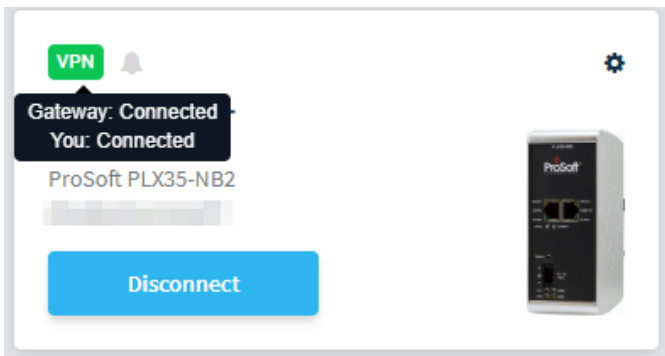 VPN
Gateway: Connected
You: Connected
ProSoft PLX35-NB2
Disconnect
ProSoft